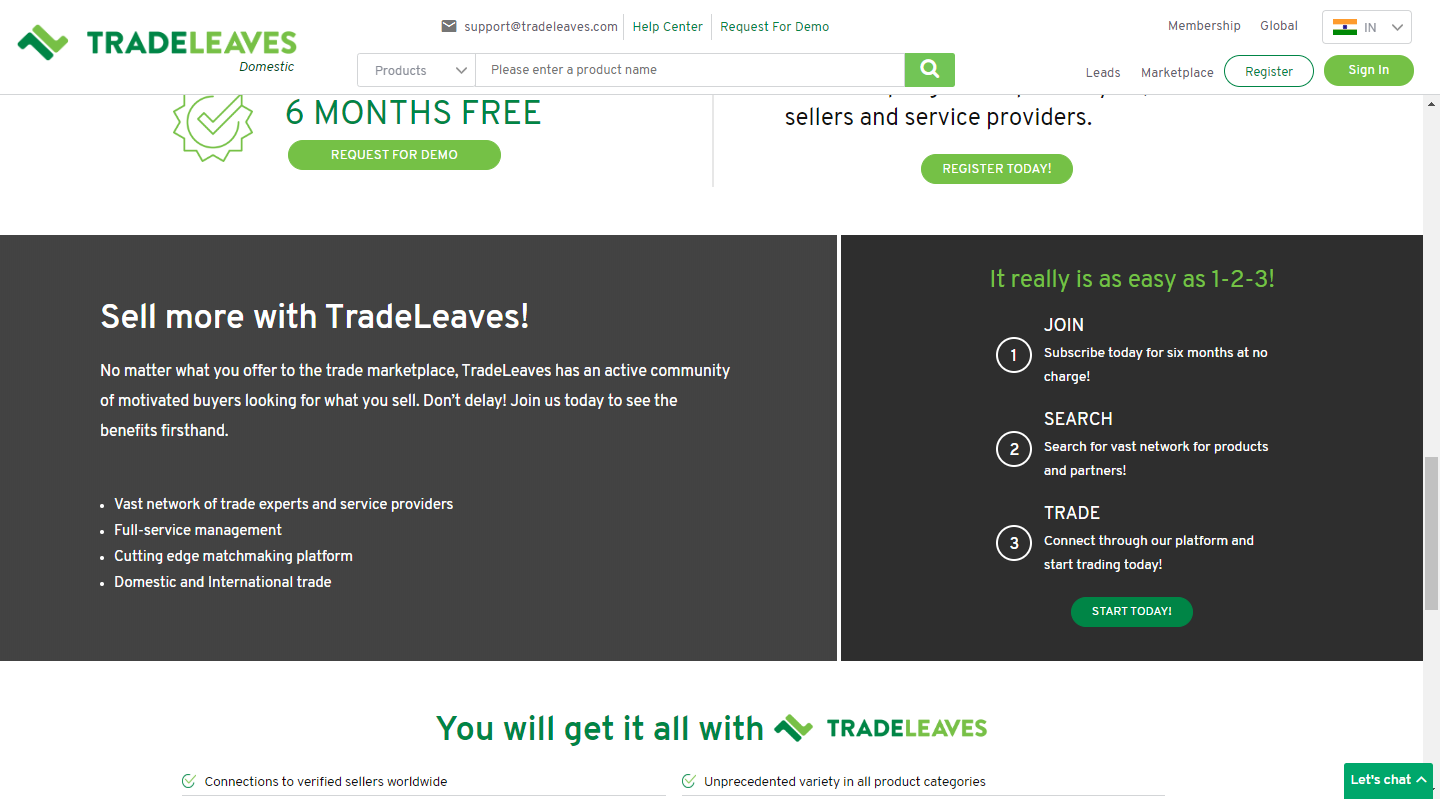 support@tradeleaves.com
Help Center
Request For Demo
Membership
Global
IN
TRADELEAVES
Domestic
Products
Please enter a product name
Leads
Marketplace
Register
Sign In
6 MONTHS FREE
REQUEST FOR DEMO
sellers and service providers.
REGISTER TODAY!
Sell more with TradeLeaves!
No matter what you offer to the trade marketplace, TradeLeaves has an active community
of motivated buyers looking for what you sell. Don't delay! Join us today to see the
benefits firsthand.
• Vast network of trade experts and service providers
• Full-service management
• Cutting edge matchmaking platform
• Domestic and International trade
It really is as easy as 1-2-3!
JOIN
1
Subscribe today for six months at no
charge!
SEARCH
2
Search for vast network for products
and partners!
TRADE
3
Connect through our platform and
start trading today!
START TODAY!
You will get it all with TRADELEAVES
Connections to verified sellers worldwide
Unprecedented variety in all product categories
Let's chat